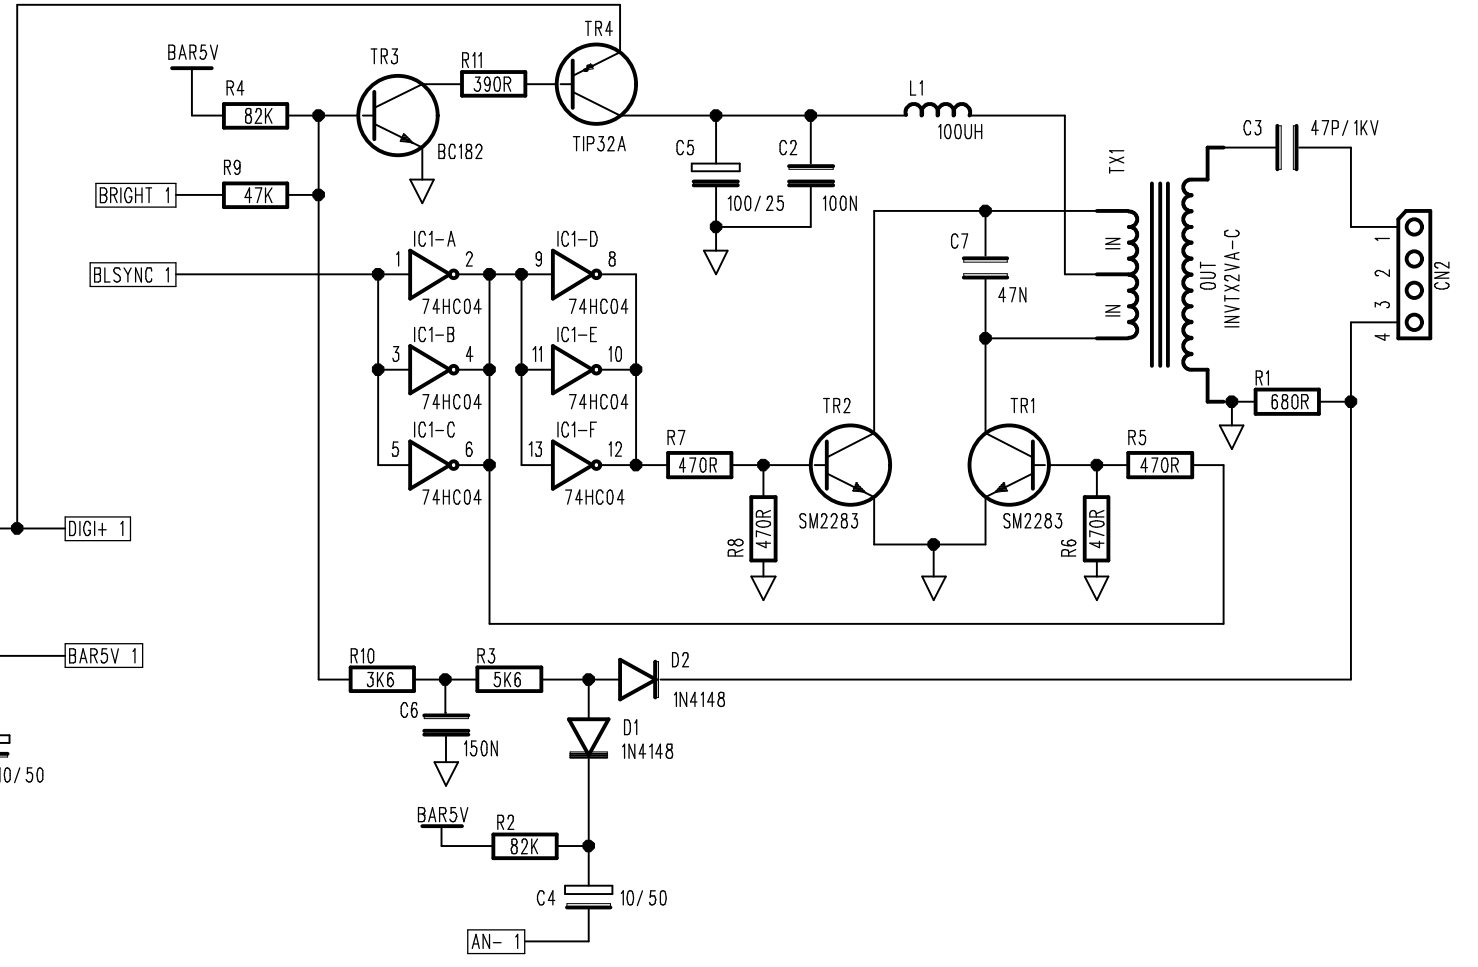 TR4
BAR5V
TR3
R11
390R
R4
82K
L1
TIP32A
BC182
100UH
C3
47P/1KV
C5
C2
TX1
R9
BRIGHT 1
47K
100/25
100N
IC1-A
IC1-D
C7
IN
OUT
INVTX2VA-C
1
2
3
4
CN2
BLSYNC 1
1
2
9
8
74HC04
74HC04
47N
IN
IC1-B
IC1-E
3
4
11
10
74HC04
74HC04
R1
680R
TR2
TR1
IC1-C
IC1-F
5
6
13
12
R7
470R
R5
470R
74HC04
74HC04
SM2283
SM2283
DIGI+ 1
R8
470R
R6
470R
BAR5V 1
R10
3K6
R3
5K6
D2
1N4148
C6
150N
D1
1N4148
10/50
BAR5V
R2
82K
C4
10/50
AN- 1